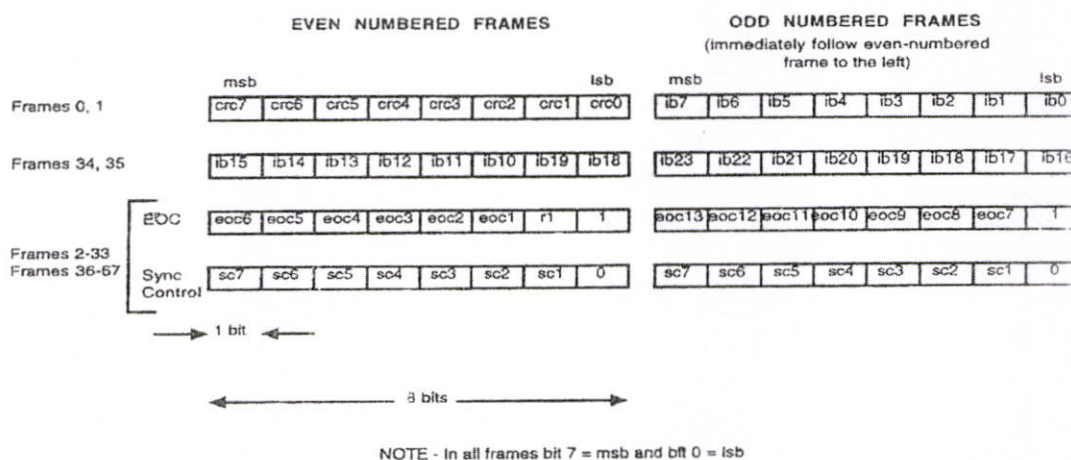 EVEN NUMBERED FRAMES
ODD NUMBERED FRAMES
(immediately follow even-numbered
frame to the left)
msb lsb msb lsb
Frames 0, 1 crc7 crc6 crc5 crc4 crc3 crc2 crc1 crc0 ib7 ib6 ib5 ib4 ib3 ib2 ib1 ib0
Frames 34, 35 ib15 ib14 ib13 ib12 ib11 ib10 ib19 ib18 ib23 ib22 ib21 ib20 ib19 ib18 ib17 ib16
EOC eoc6 eoc5 eoc4 eoc3 eoc2 eoc1 r1 1 eoc13 eoc12 eoc11 eoc10 eoc9 eoc8 eoc7 1
Frames 2-33
Frames 36-67
Sync
Control
sc7 sc6 sc5 sc4 sc3 sc2 sc1 0 sc7 sc6 sc5 sc4 sc3 sc2 sc1 0
1 bit
8 bits
NOTE - In all frames bit 7 = msb and bft 0 = lsb